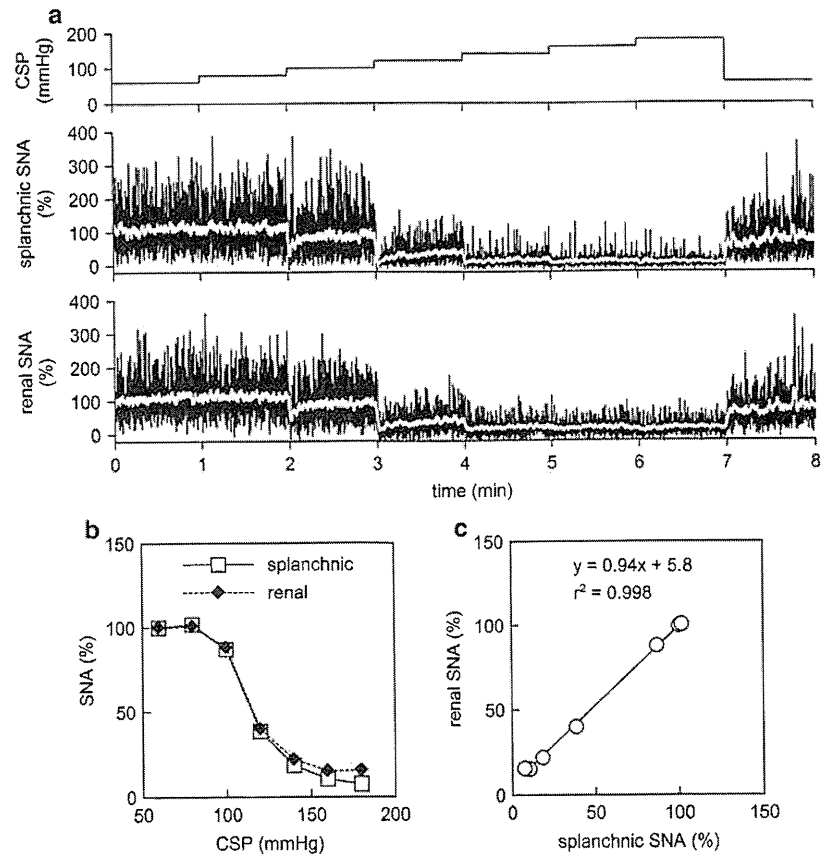 a
CSP
(mmHg)
200
100
0
splanchnic SNA
(%)
400
300
200
100
0
renal SNA
(%)
400
300
200
100
0
0 1 2 3 4 5 6 7 8
time (min)
b
SNA (%)
150
100
50
0
splanchnic
renal
50 100 150 200
CSP (mmHg)
c
renal SNA (%)
150
100
50
0
y = 0.94x + 5.8
r² = 0.998
0 50 100 150
splanchnic SNA (%)